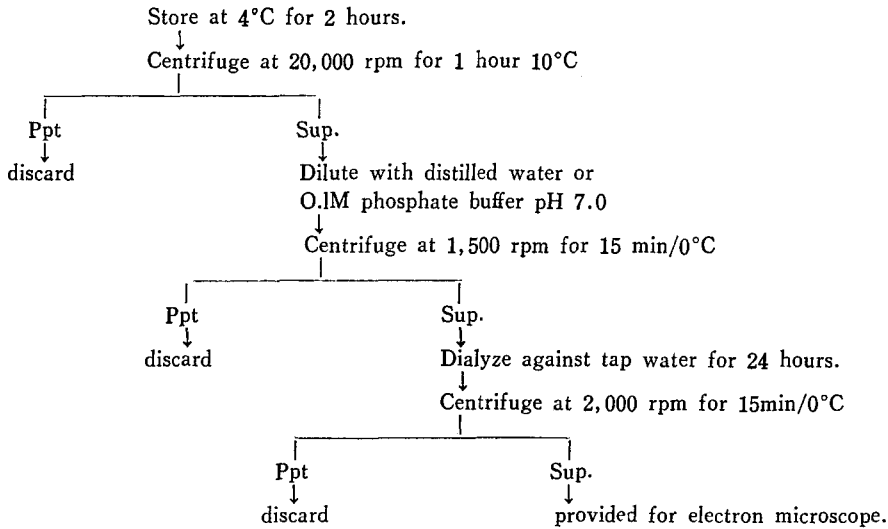 Store at 4°C for 2 hours.
Centrifuge at 20,000 rpm for 1 hour 10°C
Ppt Sup.
discard Dilute with distilled water or
O.lM phosphate buffer pH 7.0
Centrifuge at 1,500 rpm for 15 min/0°C
Ppt Sup.
discard Dialyze against tap water for 24 hours.
Centrifuge at 2,000 rpm for 15min/0°C
Ppt Sup.
discard provided for electron microscope.